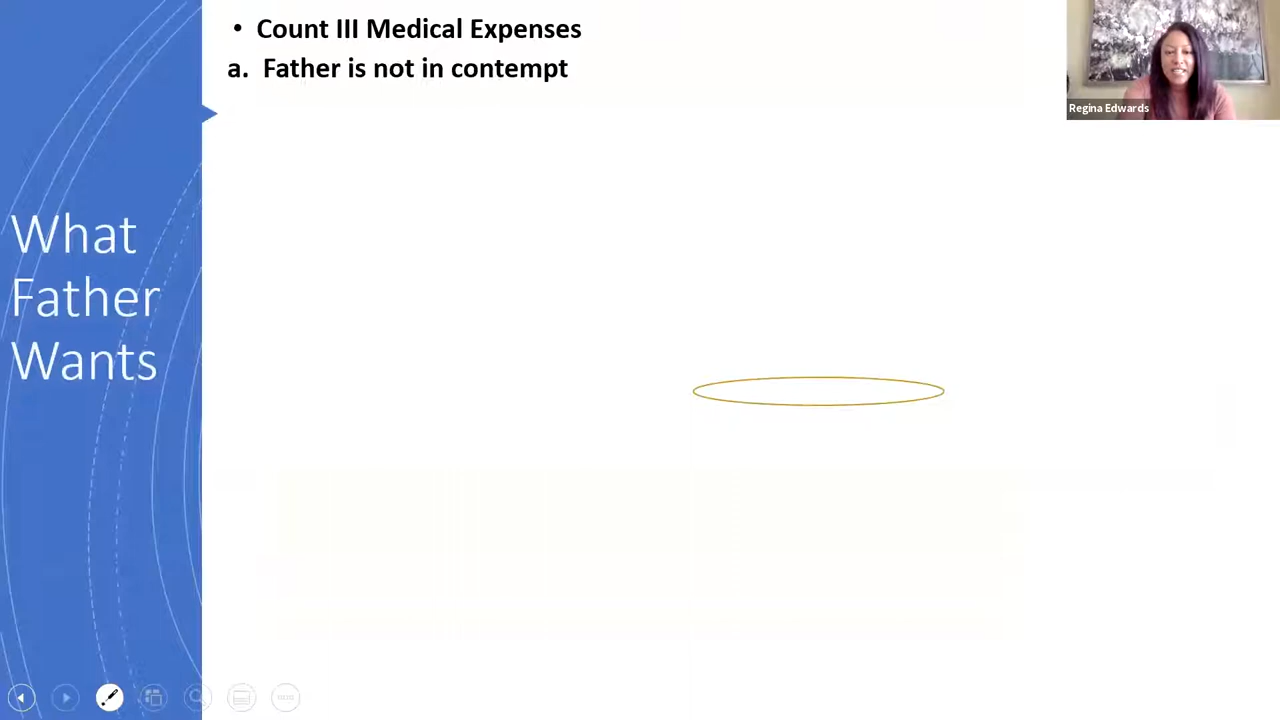 • Count III Medical Expenses
a. Father is not in contempt
What
Father
Wants
Regina Edwards